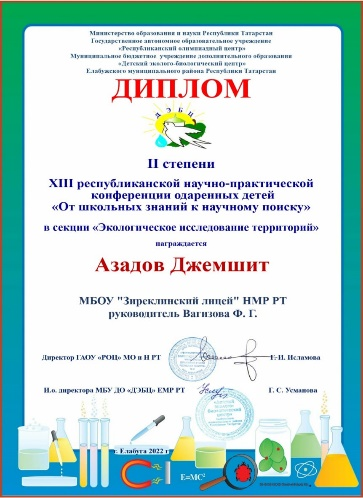 Министерство образования и науки Республики Татарстан
Государственное автономное образовательное учреждение
«Республиканский олимпиадный центр»
Муниципальное бюджетное учреждение дополнительного образования
«Детский эколого-биологический центр»
Елабужского муниципального района Республики Татарстан
ДИПЛОМ
ДЭБЦ
II степени
XIII республиканской научно-практической
конференции одаренных детей
«От школьных знаний к научному поиску»
в секции «Экологическое исследование территорий»
награждается
Азадов Джемшит
МБОУ "Зиреклинский лицей" НМР РТ
руководитель Вагизова Ф. Г.
Директор ГАОУ «РОЦ» МО и Н РТ Г. И. Исламова
И.о. директора МБУ ДО «ДЭБЦ» ЕМР РТ Г. С. Усманова
г. Елабуга 2022 г
E=MC²